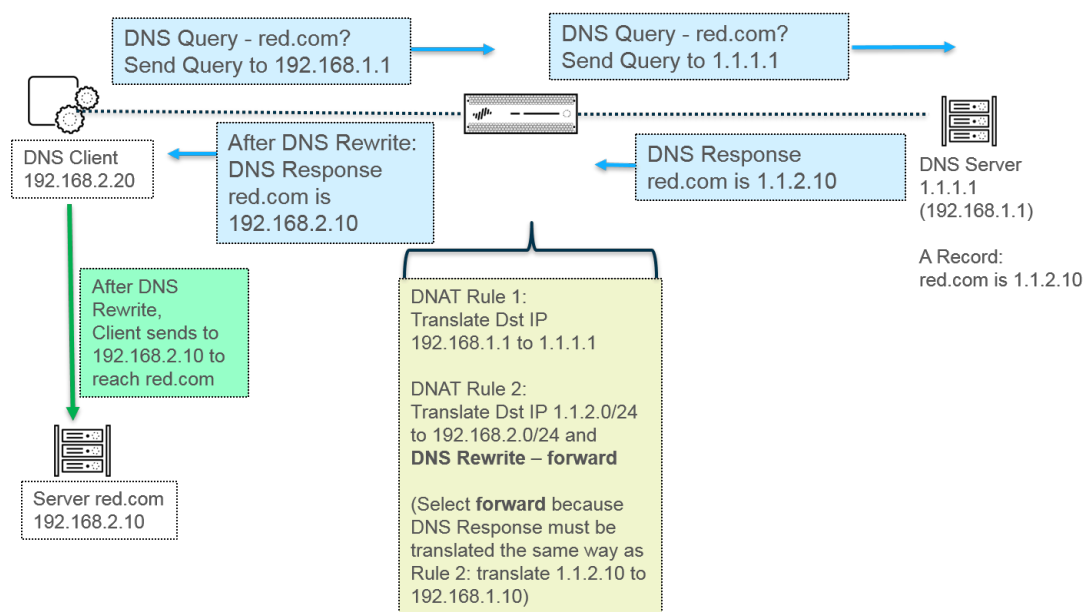 DNS Query - red.com?
Send Query to 192.168.1.1
DNS Query - red.com?
Send Query to 1.1.1.1
DNS Client
192.168.2.20
After DNS Rewrite:
DNS Response
red.com is
192.168.2.10
DNS Response
red.com is 1.1.2.10
DNS Server
1.1.1.1
(192.168.1.1)
A Record:
red.com is 1.1.2.10
After DNS
Rewrite,
Client sends to
192.168.2.10 to
reach red.com
DNAT Rule 1:
Translate Dst IP
192.168.1.1 to 1.1.1.1
DNAT Rule 2:
Translate Dst IP 1.1.2.0/24
to 192.168.2.0/24 and
DNS Rewrite – forward
(Select forward because
DNS Response must be
translated the same way as
Rule 2: translate 1.1.2.10 to
192.168.1.10)
Server red.com
192.168.2.10